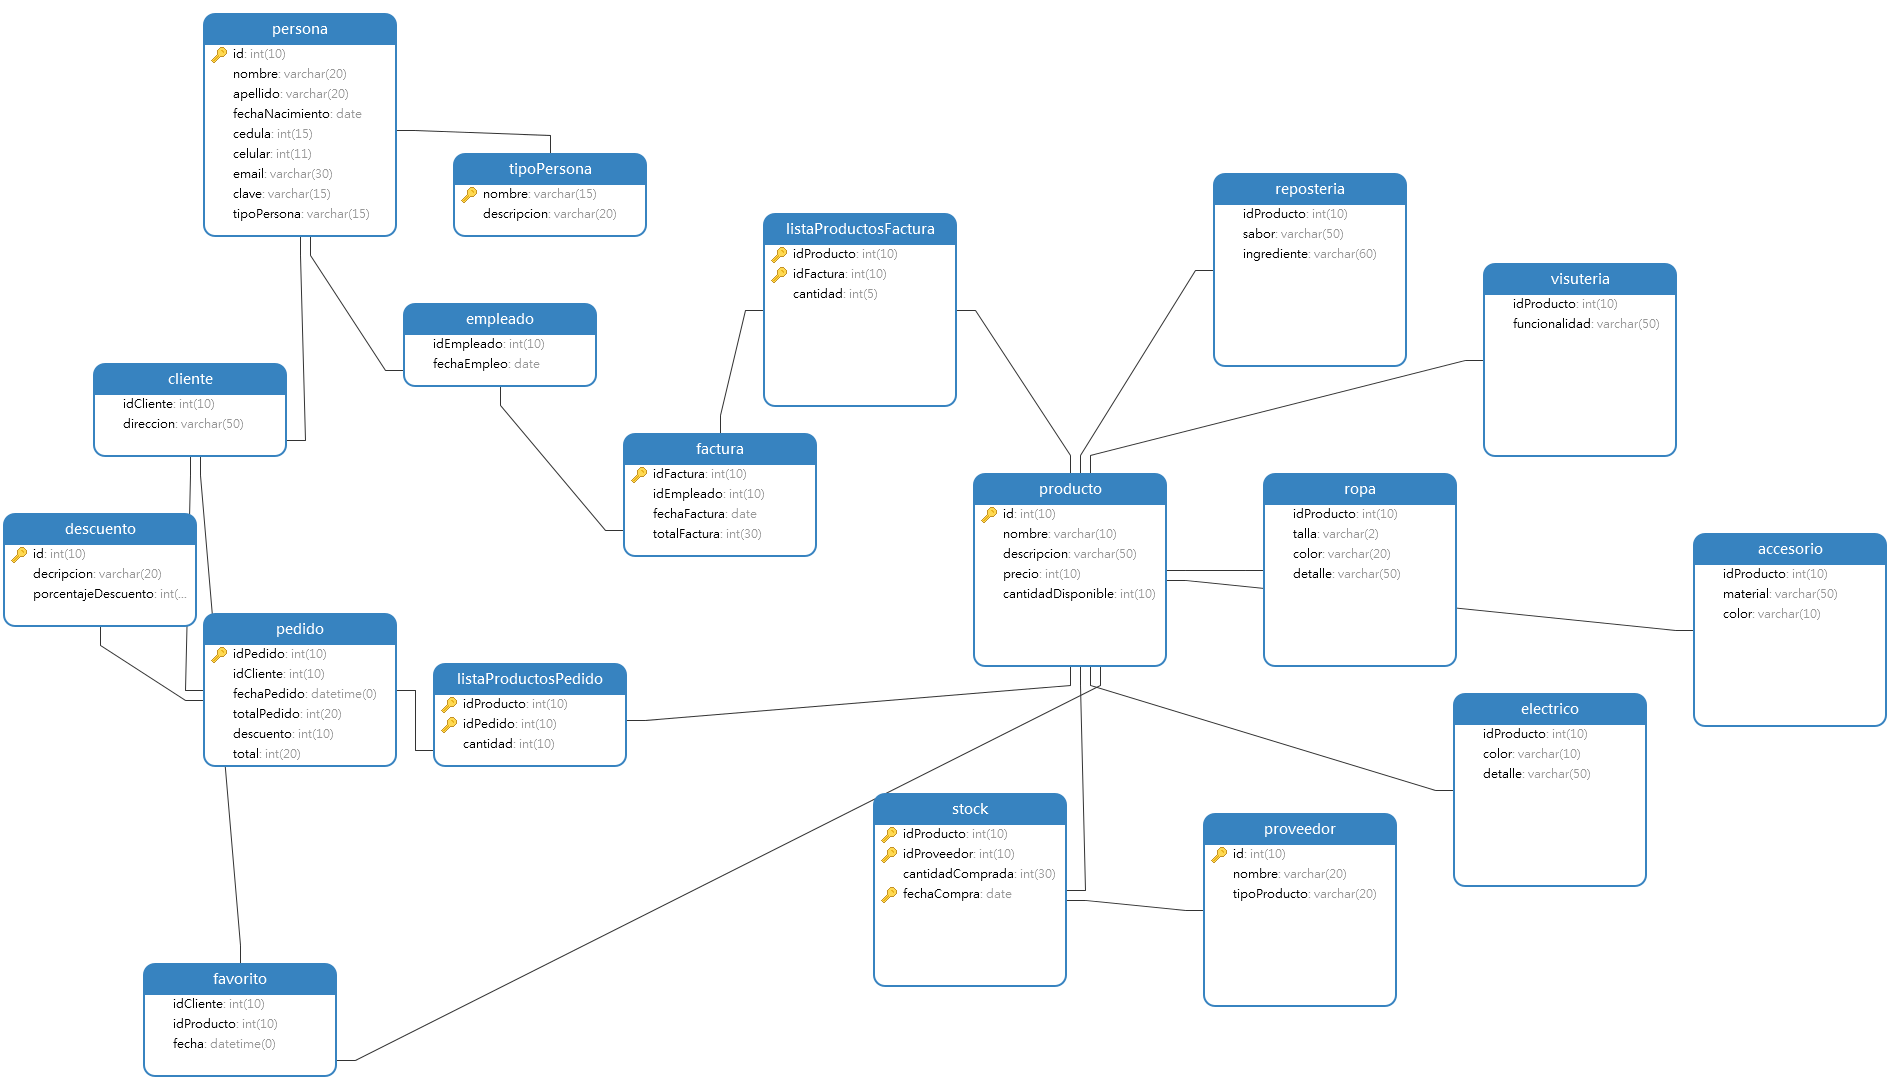 persona
id: int(10)
nombre: varchar(20)
apellido: varchar(20)
fechaNacimiento: date
cedula: int(15)
celular: int(11)
email: varchar(30)
clave: varchar(15)
tipoPersona: varchar(15)
tipoPersona
nombre: varchar(15)
descripcion: varchar(20)
listaProductosFactura
idProducto: int(10)
idFactura: int(10)
cantidad: int(5)
reposteria
idProducto: int(10)
sabor: varchar(50)
ingrediente: varchar(60)
visuteria
idProducto: int(10)
funcionalidad: varchar(50)
empleado
idEmpleado: int(10)
fechaEmpleo: date
cliente
idCliente: int(10)
direccion: varchar(50)
factura
idFactura: int(10)
idEmpleado: int(10)
fechaFactura: date
totalFactura: int(30)
producto
id: int(10)
nombre: varchar(10)
descripcion: varchar(50)
precio: int(10)
cantidadDisponible: int(10)
ropa
idProducto: int(10)
talla: varchar(2)
color: varchar(20)
detalle: varchar(50)
accesorio
idProducto: int(10)
material: varchar(50)
color: varchar(10)
descuento
id: int(10)
decripcion: varchar(20)
porcentajeDescuento: int(...
pedido
idPedido: int(10)
idCliente: int(10)
fechaPedido: datetime(0)
totalPedido: int(20)
descuento: int(10)
total: int(20)
listaProductosPedido
idProducto: int(10)
idPedido: int(10)
cantidad: int(10)
electrico
idProducto: int(10)
color: varchar(10)
detalle: varchar(50)
stock
idProducto: int(10)
idProveedor: int(10)
cantidadComprada: int(30)
fechaCompra: date
proveedor
id: int(10)
nombre: varchar(20)
tipoProducto: varchar(20)
favorito
idCliente: int(10)
idProducto: int(10)
fecha: datetime(0)